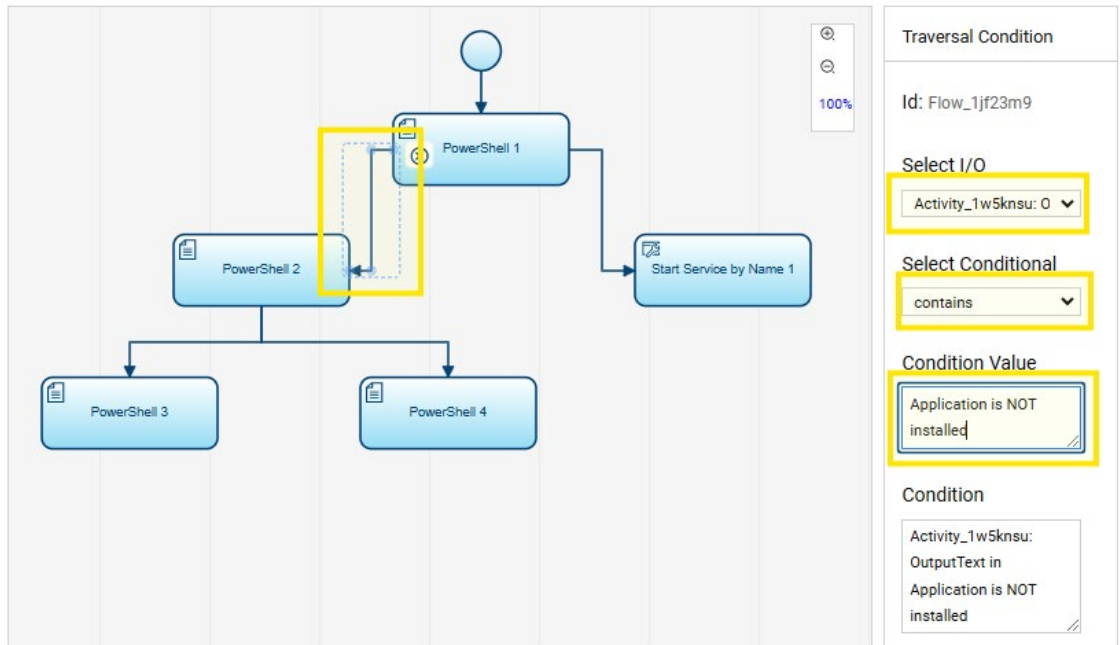 100%
PowerShell 1
PowerShell 2
Start Service by Name 1
PowerShell 3
PowerShell 4
Traversal Condition
Id: Flow_1jf23m9
Select I/O
Activity_1w5knsu: O
Select Conditional
contains
Condition Value
Application is NOT
installed
Condition
Activity_1w5knsu:
OutputText in
Application is NOT
installed